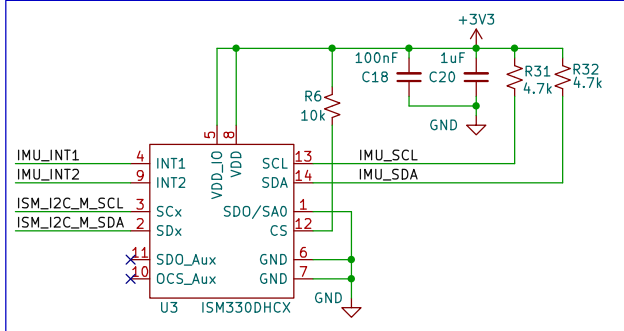 +3V3
100nF
C18
1uF
C20
R31
4.7k
R32
4.7k
R6
10k
GND
5
8
VDD_IO
VDD
IMU_INT1
4
INT1
SCL
13
IMU_SCL
IMU_INT2
9
INT2
SDA
14
IMU_SDA
ISM_I2C_M_SCL
3
SCx
SDO/SA0
1
ISM_I2C_M_SDA
2
SDx
CS
12
11
SDO_Aux
GND
6
10
OCS_Aux
GND
7
U3
ISM330DHCX
GND